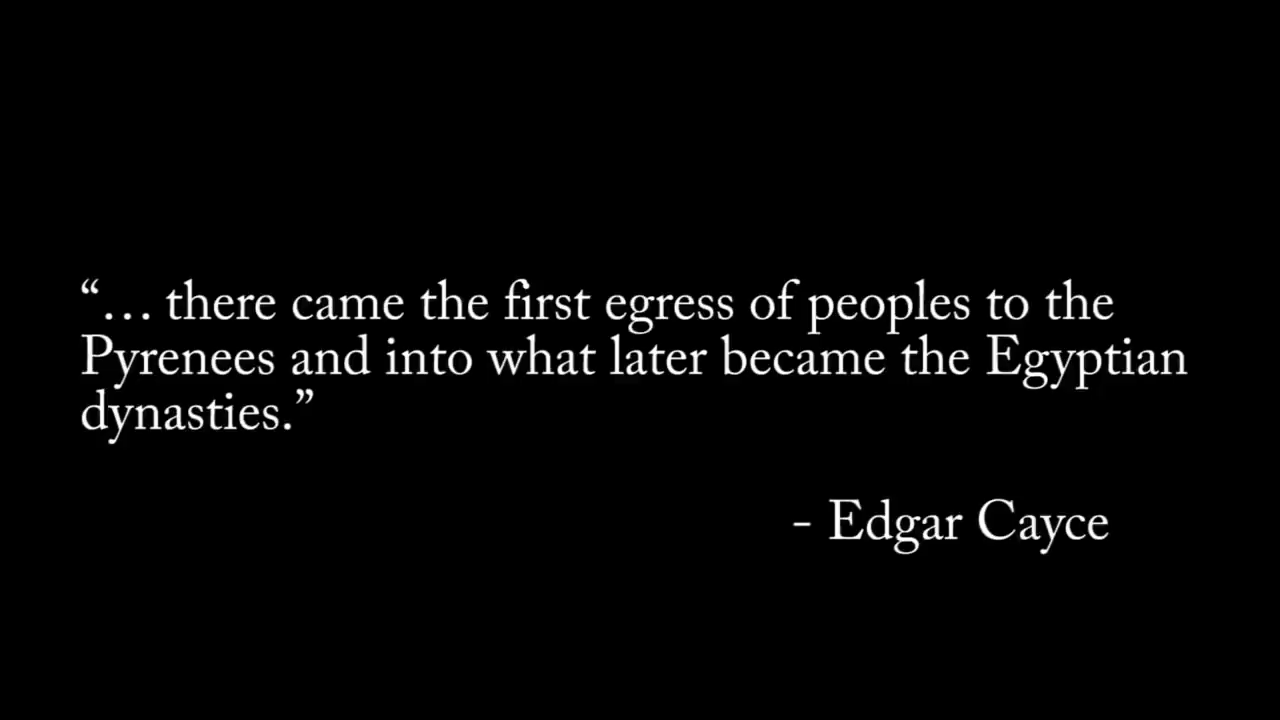 “… there came the first egress of peoples to the
Pyrenees and into what later became the Egyptian
dynasties.”
- Edgar Cayce